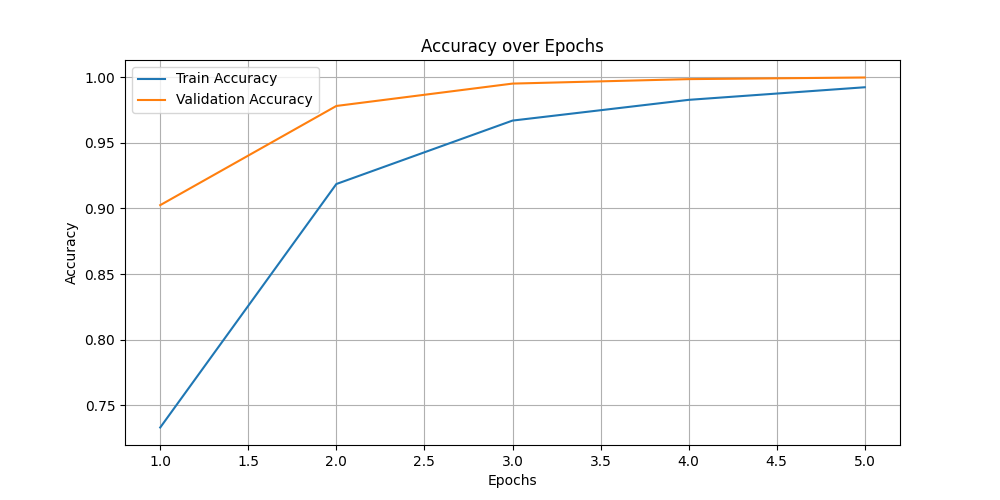 Accuracy over Epochs
Train Accuracy
Validation Accuracy
1.00
0.95
0.90
0.85
0.80
0.75
Accuracy
1.0 1.5 2.0 2.5 3.0 3.5 4.0 4.5 5.0
Epochs